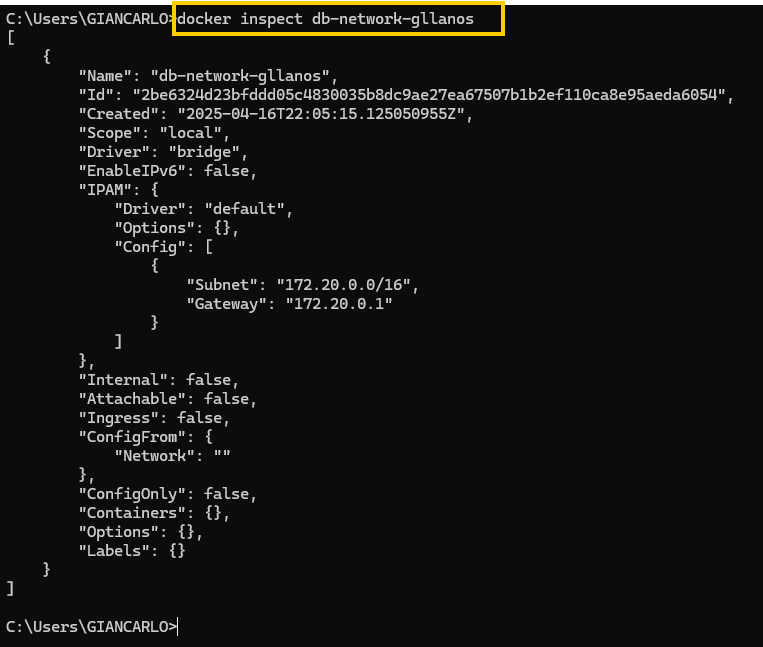 C:\Users\GIANCARLO>docker inspect db-network-gllanos
[
    {
        "Name": "db-network-gllanos",
        "Id": "2be6324d23bfddd05c4830035b8dc9ae27ea67507b1b2ef110ca8e95aeda6054",
        "Created": "2025-04-16T22:05:15.125050955Z",
        "Scope": "local",
        "Driver": "bridge",
        "EnableIPv6": false,
        "IPAM": {
            "Driver": "default",
            "Options": {},
            "Config": [
                {
                    "Subnet": "172.20.0.0/16",
                    "Gateway": "172.20.0.1"
                }
            ]
        },
        "Internal": false,
        "Attachable": false,
        "Ingress": false,
        "ConfigFrom": {
            "Network": ""
        },
        "ConfigOnly": false,
        "Containers": {},
        "Options": {},
        "Labels": {}
    }
]
C:\Users\GIANCARLO>